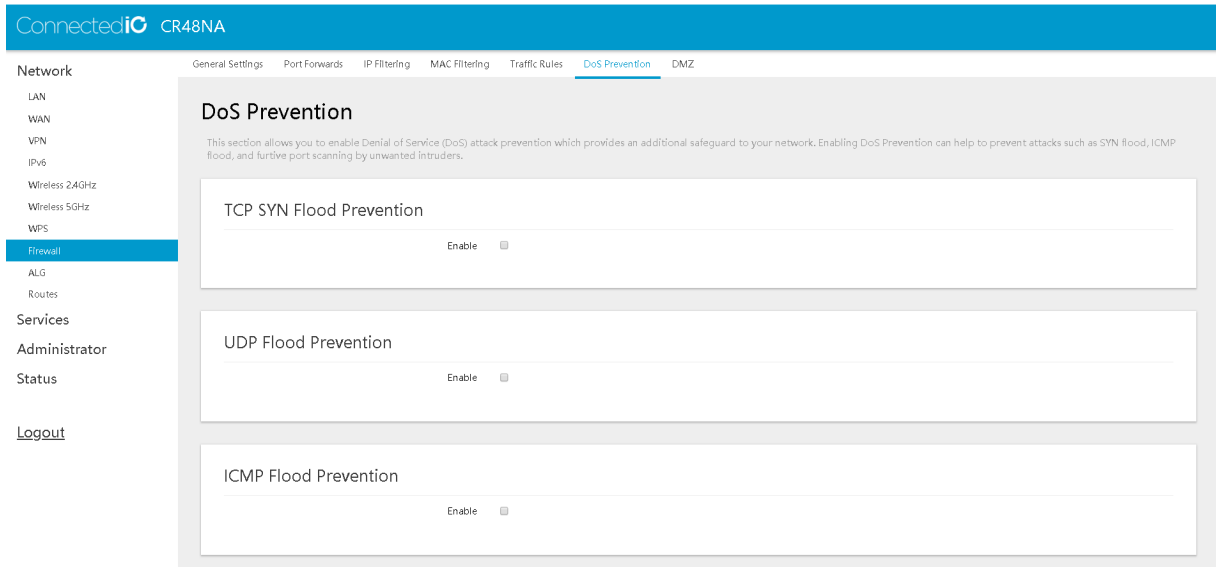 ConnectediO CR48NA
General Settings Port Forwards IP Filtering MAC Filtering Traffic Rules DoS Prevention DMZ
Network
LAN
WAN
VPN
IPv6
Wireless 2.4GHz
Wireless 5GHz
WPS
Firewall
ALG
Routes
Services
Administrator
Status
Logout
DoS Prevention
This section allows you to enable Denial of Service (DoS) attack prevention which provides an additional safeguard to your network. Enabling DoS Prevention can help to prevent attacks such as SYN flood, ICMP
flood, and furtive port scanning by unwanted intruders.
TCP SYN Flood Prevention
Enable
UDP Flood Prevention
Enable
ICMP Flood Prevention
Enable